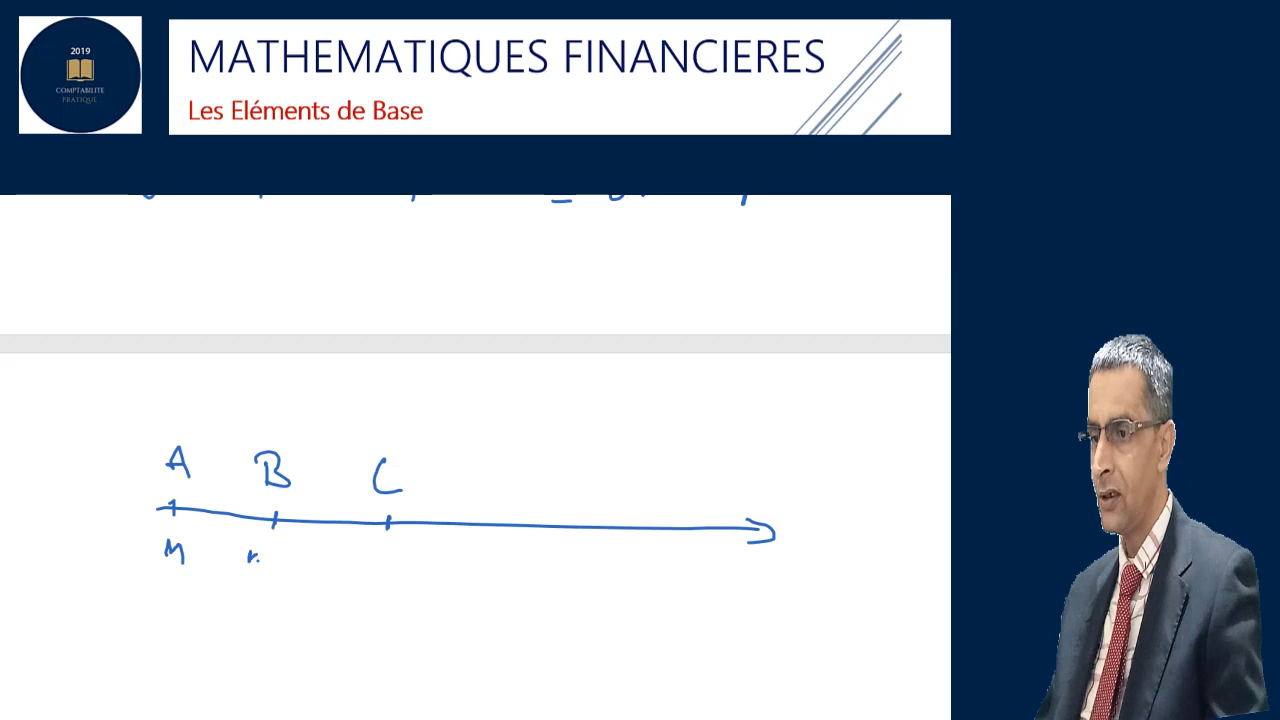 2019
COMPTABILITE
PRATIQUE
MATHEMATIQUES FINANCIERES
Les Eléments de Base
A B C
M